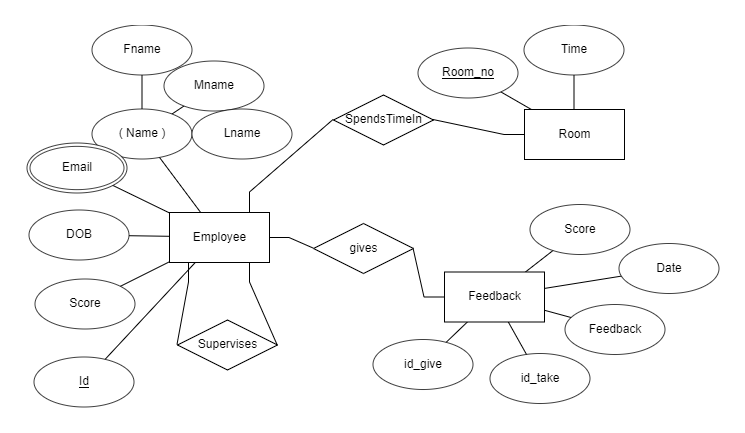 Fname
Time
Room_no
Mname
SpendsTimeIn
( Name )
Lname
Room
Email
Score
DOB
Employee
gives
Date
Feedback
Score
Feedback
Supervises
id_give
id_take
Id